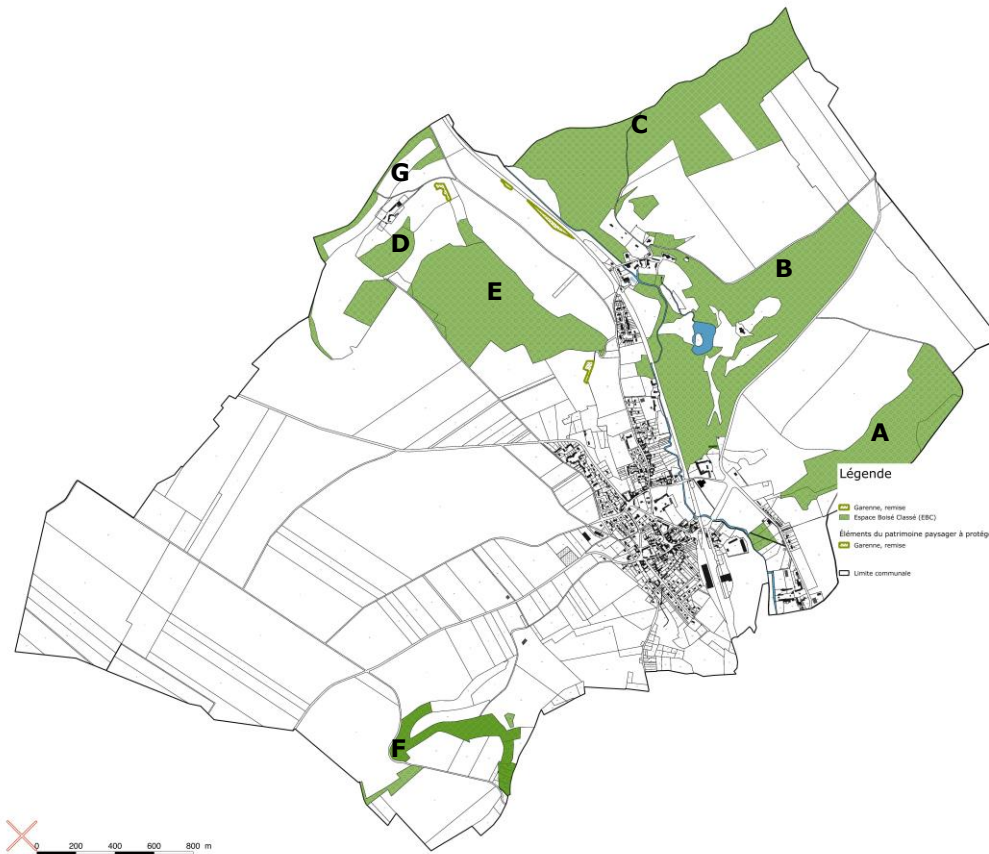 C
G
D
B
E
A
Légende
Garenne, remise
Espace Boisé Classé (EBC)
Éléments du patrimoine paysager à protég
Garenne, remise
Limite communale
F
0 200 400 600 800 m